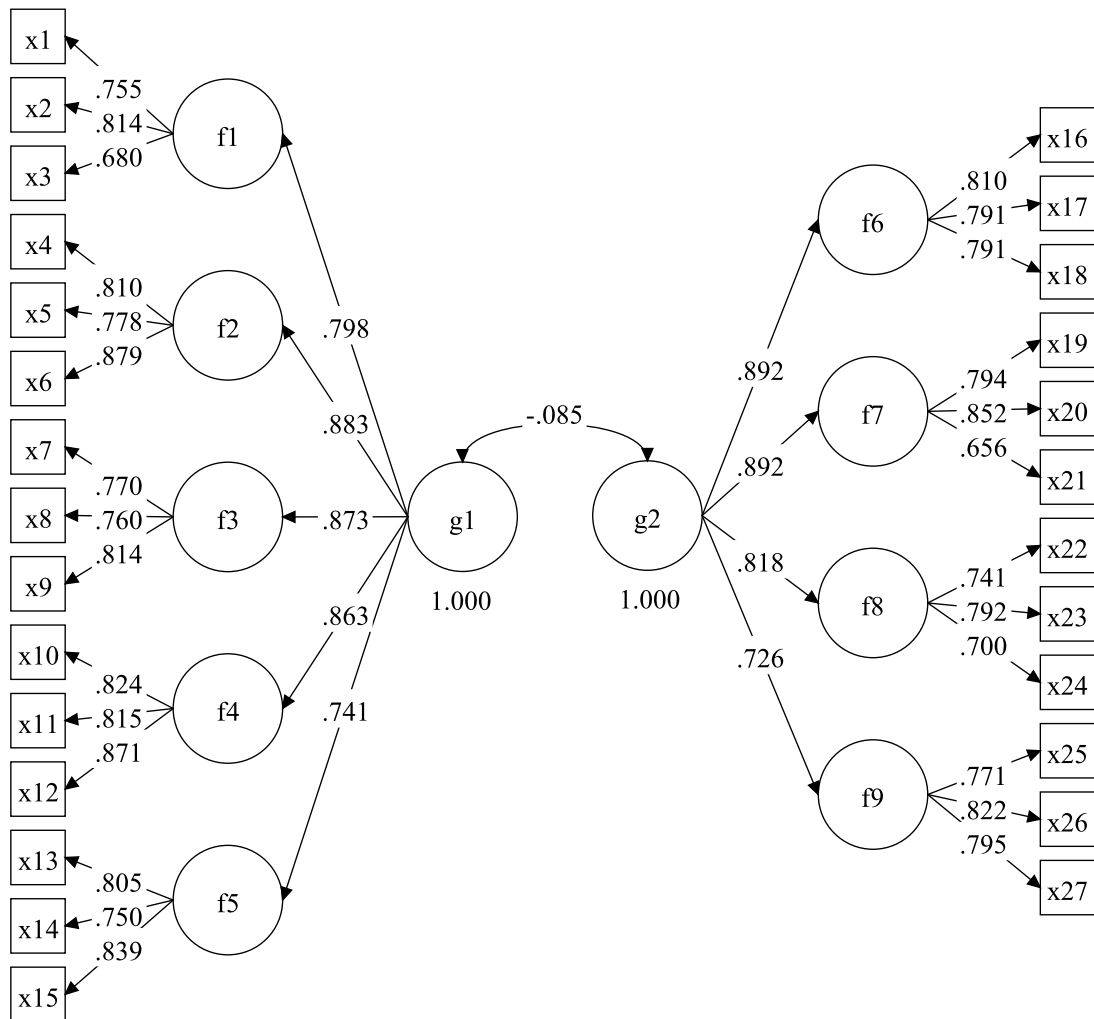 x1
x2
x3
x4
x5
x6
x7
x8
x9
x10
x11
x12
x13
x14
x15
.755
.814
.680
.810
.778
.879
.770
.760
.814
.824
.815
.871
.805
.750
.839
f1
f2
f3
f4
f5
.798
.883
.873
.863
.741
g1
1.000
-.085
g2
1.000
.892
.892
.818
.726
f6
f7
f8
f9
.810
.791
.791
.794
.852
.656
.741
.792
.700
.771
.822
.795
x16
x17
x18
x19
x20
x21
x22
x23
x24
x25
x26
x27